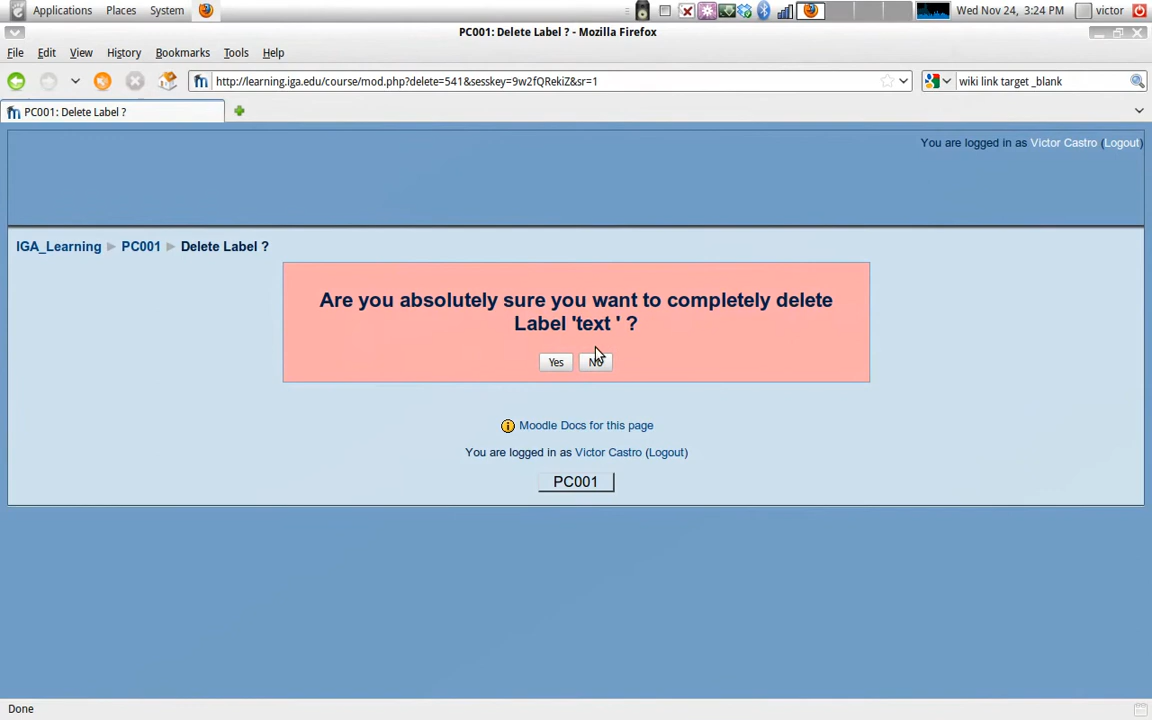 Applications Places System Wed Nov 24, 3:24 PM victor
PC001: Delete Label ? - Mozilla Firefox
File Edit View History Bookmarks Tools Help
http://learning.iga.edu/course/mod.php?delete=541&sesskey=9w2fQRekiZ&sr=1 wiki link target _blank
PC001: Delete Label ?
You are logged in as Victor Castro (Logout)
IGA_Learning ► PC001 ► Delete Label ?
Are you absolutely sure you want to completely delete
Label 'text ' ?
Yes No
Moodle Docs for this page
You are logged in as Victor Castro (Logout)
PC001
Done